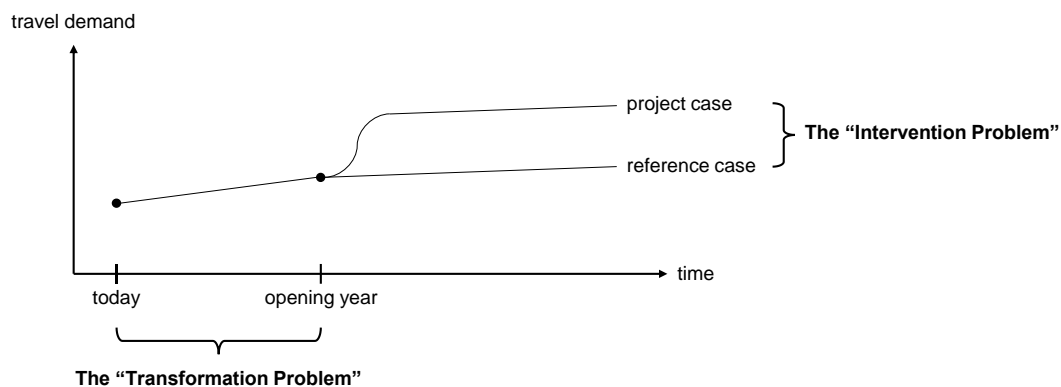 travel demand
project case
The “Intervention Problem”
reference case
time
today
opening year
The “Transformation Problem”